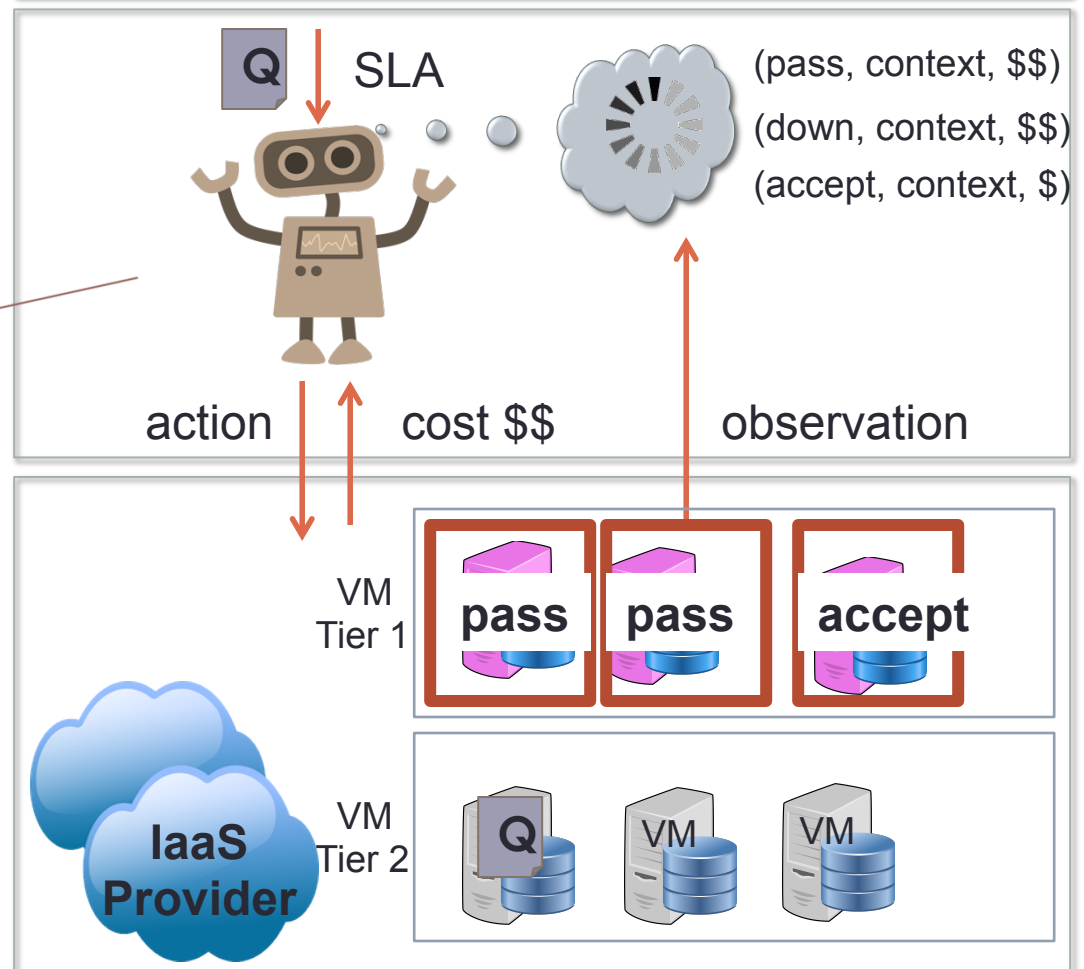 Q
SLA
(pass, context, $$)
(down, context, $$)
(accept, context, $)
action
cost $$
observation
VM
Tier 1
pass
pass
accept
VM
Tier 2
Q
VM
VM
IaaS
Provider